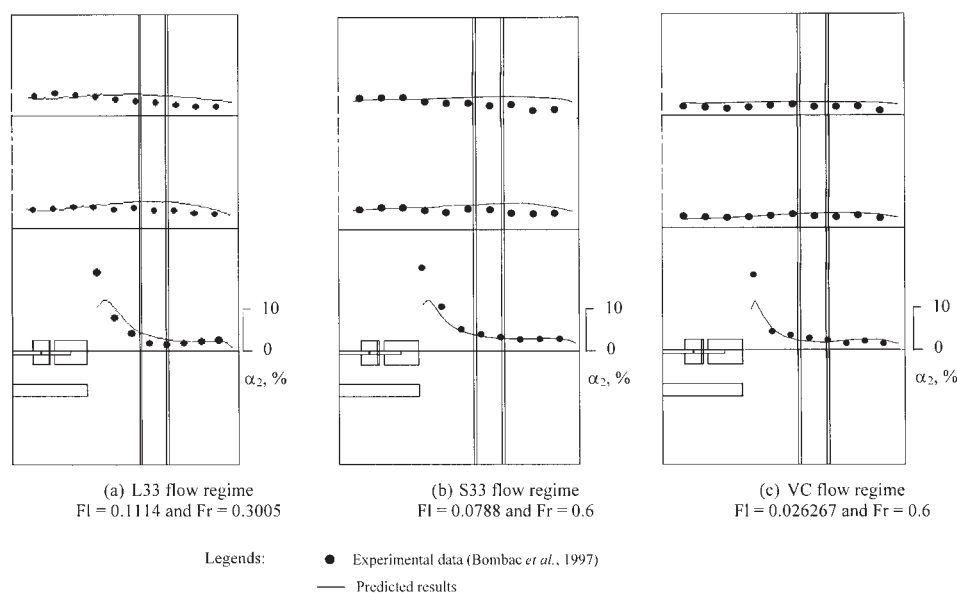 10
0
α2, %
10
0
α2, %
10
0
α2, %
(a) L33 flow regime
Fl = 0.1114 and Fr = 0.3005
(b) S33 flow regime
Fl = 0.0788 and Fr = 0.6
(c) VC flow regime
Fl = 0.026267 and Fr = 0.6
Legends:
Experimental data (Bombac et al., 1997)
Predicted results